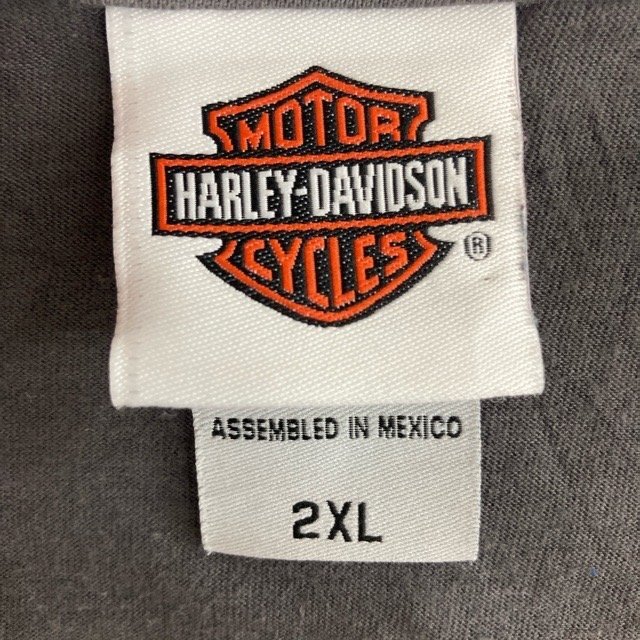 MOTOR
HARLEY-DAVIDSON
CYCLES
®
ASSEMBLED IN MEXICO
2XL